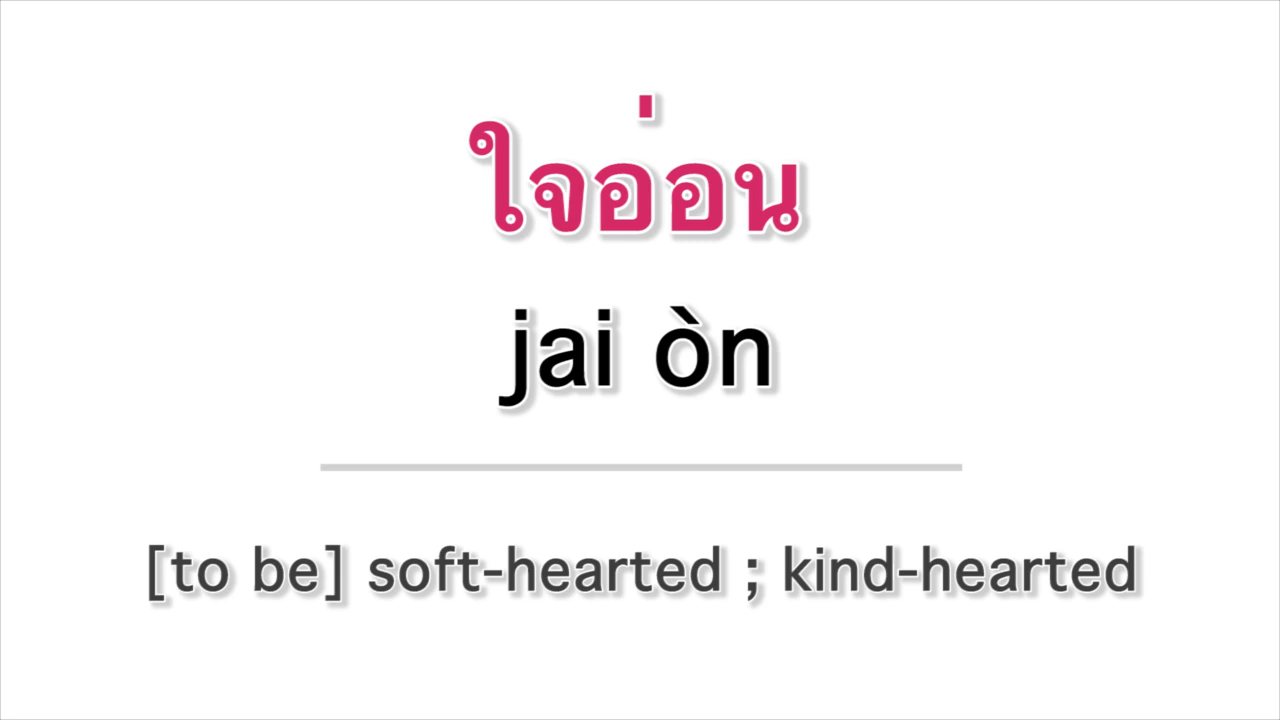 ใจอ่อน
jai òn
[to be] soft-hearted ; kind-hearted